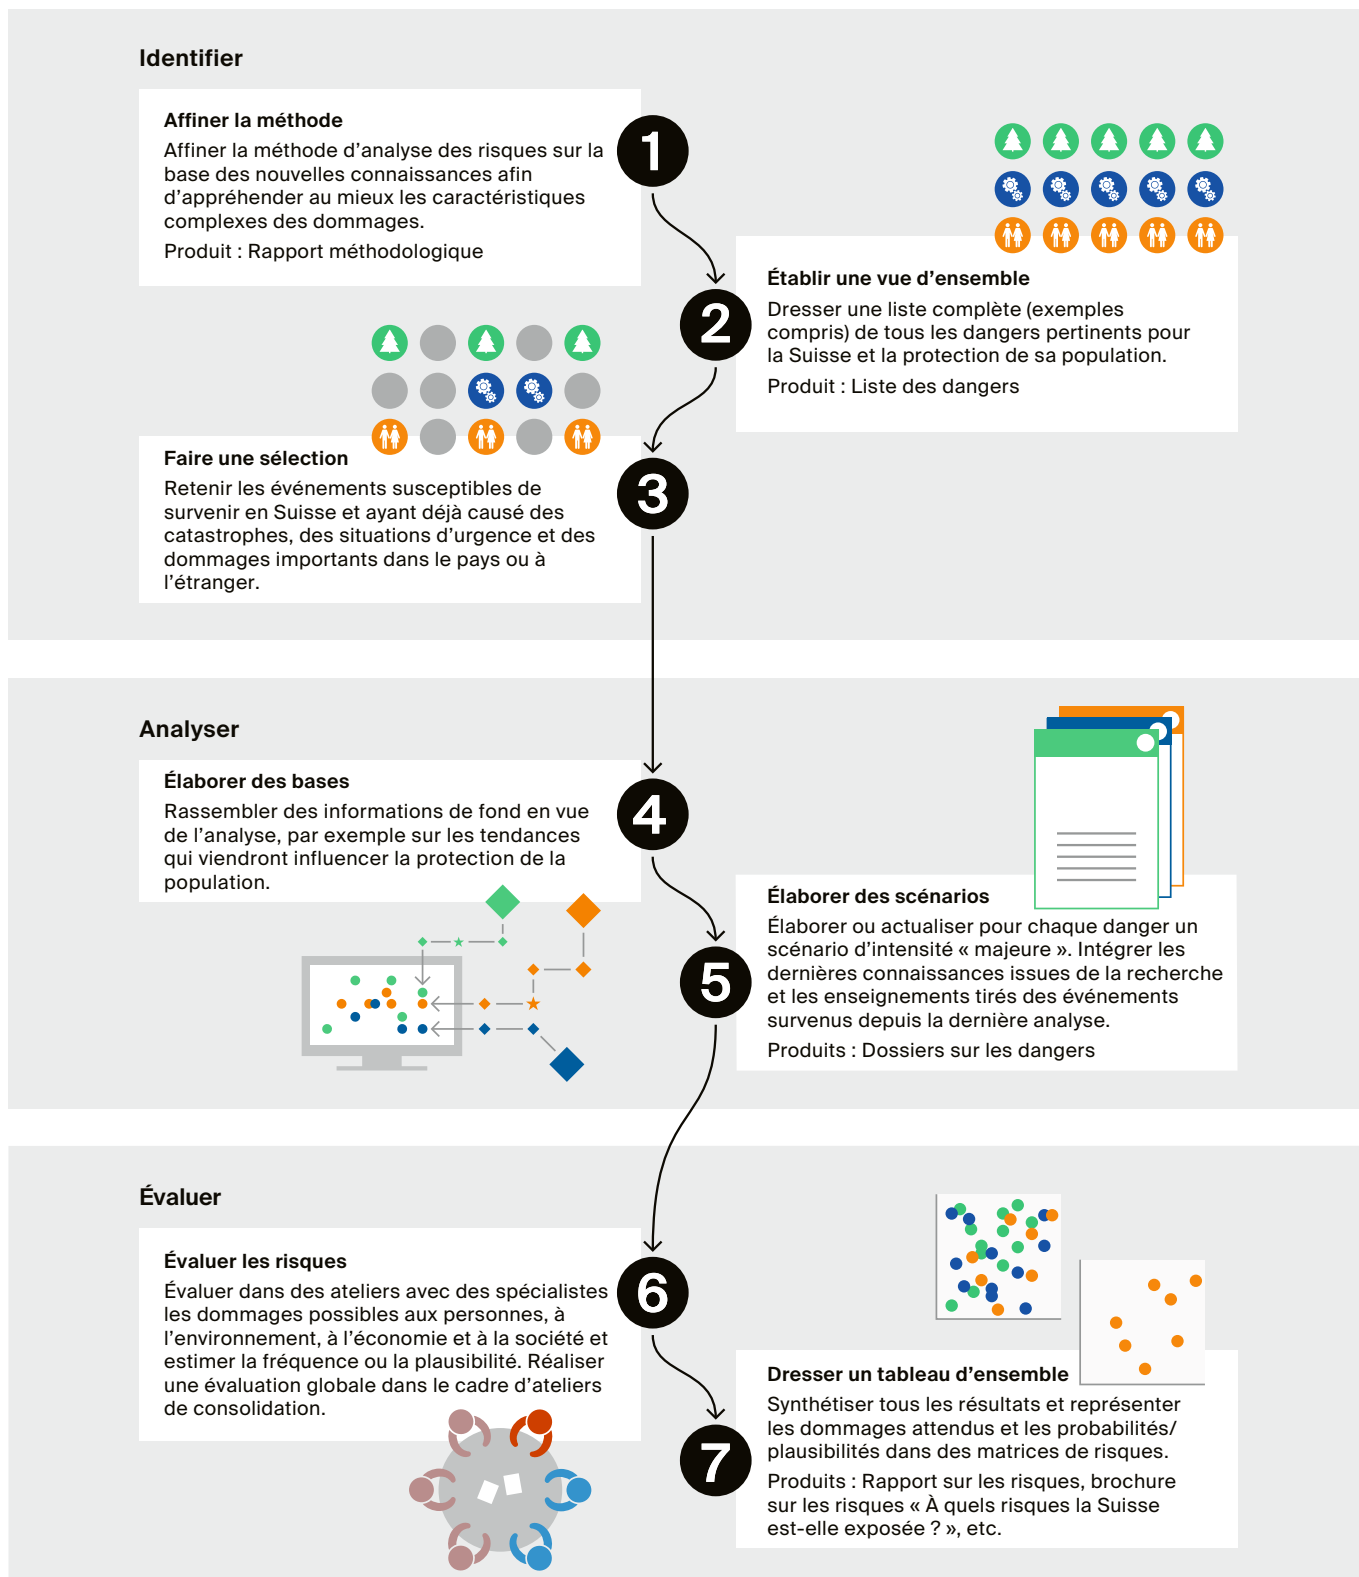 Identifier
Affiner la méthode
Affiner la méthode d'analyse des risques sur la
base des nouvelles connaissances afin
d'appréhender au mieux les caractéristiques
complexes des dommages.
Produit : Rapport méthodologique
1
2
Établir une vue d'ensemble
Dresser une liste complète (exemples
compris) de tous les dangers pertinents pour
la Suisse et la protection de sa population.
Produit : Liste des dangers
Faire une sélection
Retenir les événements susceptibles de
survenir en Suisse et ayant déjà causé des
catastrophes, des situations d'urgence et des
dommages importants dans le pays ou à
l'étranger.
3
Analyser
Élaborer des bases
Rassembler des informations de fond en vue
de l'analyse, par exemple sur les tendances
qui viendront influencer la protection de la
population.
4
5
Élaborer des scénarios
Élaborer ou actualiser pour chaque danger un
scénario d'intensité « majeure ». Intégrer les
dernières connaissances issues de la recherche
et les enseignements tirés des événements
survenus depuis la dernière analyse.
Produits : Dossiers sur les dangers
Évaluer
Évaluer les risques
Évaluer dans des ateliers avec des spécialistes
les dommages possibles aux personnes, à
l'environnement, à l'économie et à la société et
estimer la fréquence ou la plausibilité. Réaliser
une évaluation globale dans le cadre d'ateliers
de consolidation.
6
7
Dresser un tableau d'ensemble
Synthétiser tous les résultats et représenter
les dommages attendus et les probabilités/
plausibilités dans des matrices de risques.
Produits : Rapport sur les risques, brochure
sur les risques « À quels risques la Suisse
est-elle exposée ? », etc.